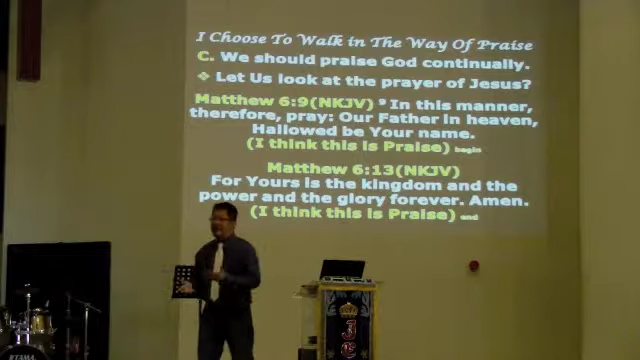 I Choose To Walk in The Way Of Praise
C. We should praise God continually.
❖ Let Us look at the prayer of Jesus?
Matthew 6:9(NKJV) 9 In this manner,
therefore, pray: Our Father in heaven,
Hallowed be Your name.
(I think this is Praise) begin
Matthew 6:13(NKJV)
For Yours is the kingdom and the
power and the glory forever. Amen.
(I think this is Praise) end
TAMA